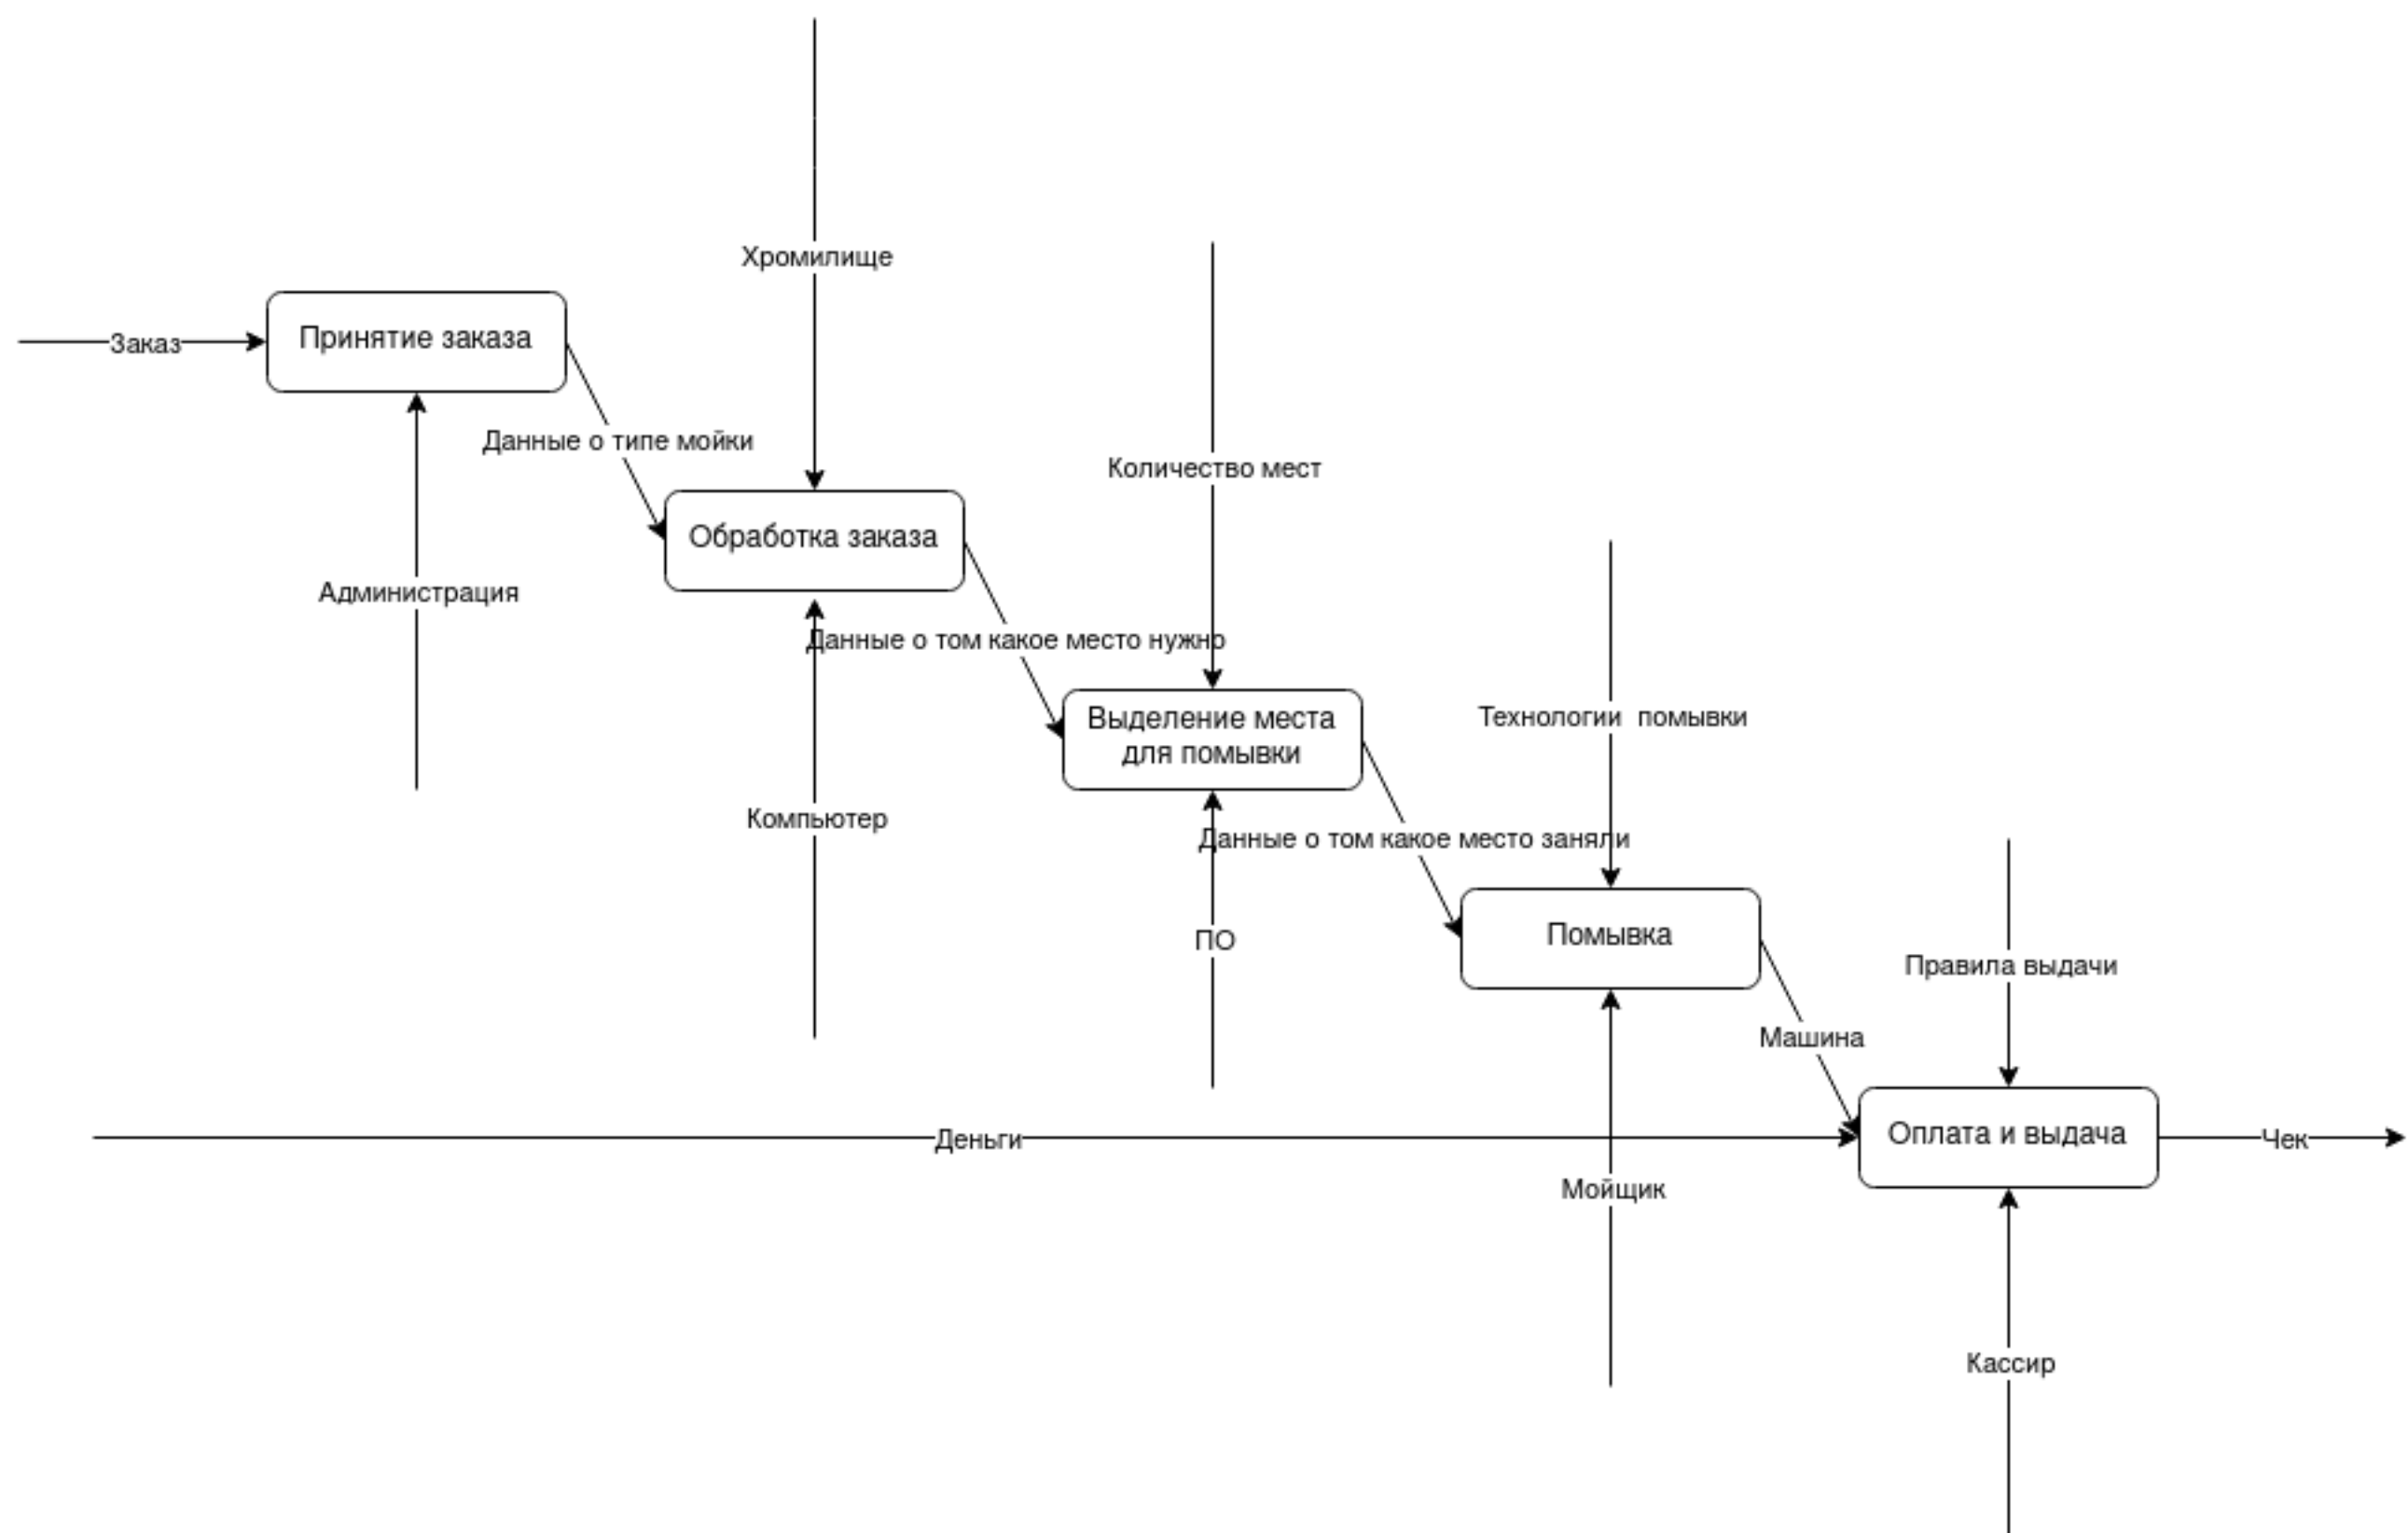 Хромилище
Заказ
Принятие заказа
Данные о типе мойки
Количество мест
Обработка заказа
Администрация
Данные о том какое место нужно
Выделение места
для помывки
Технологии  помывки
Компьютер
Данные о том какое место заняли
ПО
Помывка
Правила выдачи
Машина
Деньги
Оплата и выдача
Чек
Мойщик
Кассир